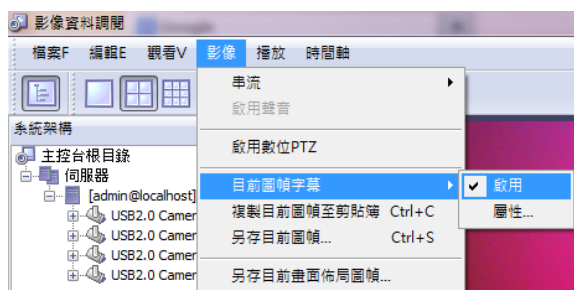 影像資料調閱
檔案F 編輯E 觀看V 影像 播放 時間軸
串流
啟用聲音
啟用數位PTZ
目前圖幀字幕
啟用
屬性...
複製目前圖幀至剪貼簿 Ctrl+C
另存目前圖幀... Ctrl+S
另存目前畫面佈局圖幀...
系統架構
主控台根目錄
伺服器
[admin@localhost]
USB2.0 Camer
USB2.0 Camer
USB2.0 Camer
USB2.0 Camer